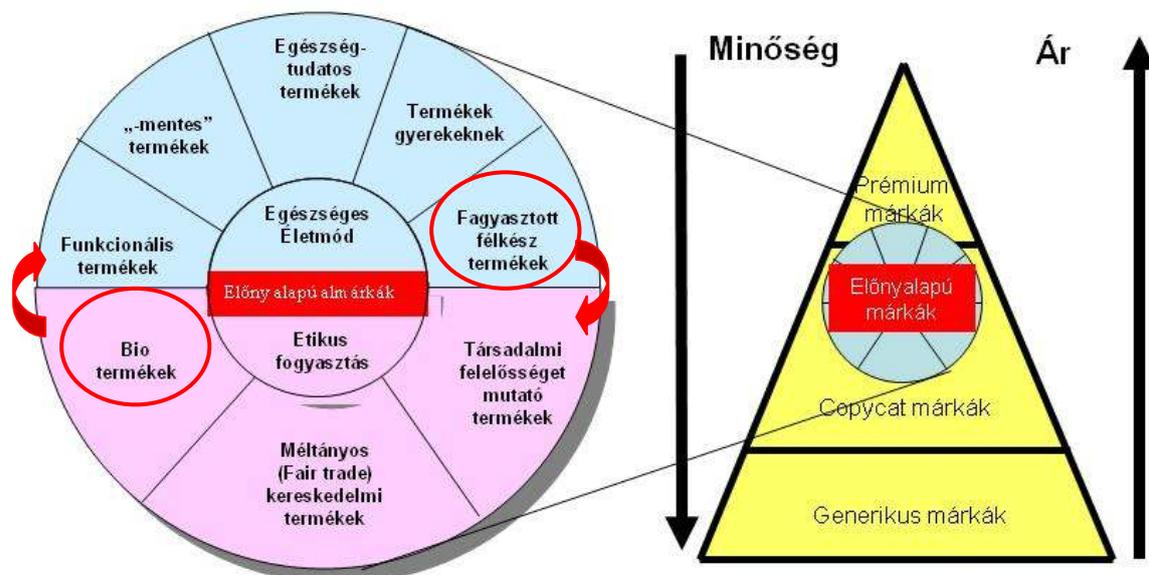 Egészség-
tudatos
termékek
„-mentes”
termékek
Termékek
gyerekeknek
Funkcionális
termékek
Egészséges
Életmód
Fagyasztott
félkész
termékek
Előny alapú almárkák
Bio
termékek
Etikus
fogyasztás
Társadalmi
felelősséget
mutató
termékek
Méltányos
(Fair trade)
kereskedelmi
termékek
Minőség
Ár
Prémium
márkák
Előnyalapú
márkák
Copycat márkák
Generikus márkák